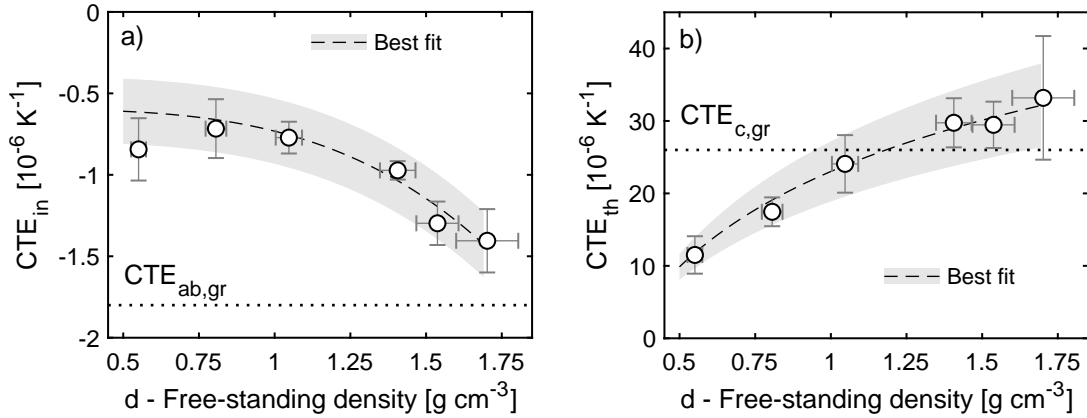 a)
Best fit
0
-0.5
-1
-1.5
-2
CTE_in [10^-6 K^-1]
CTE_ab,gr
0.5 0.75 1 1.25 1.5 1.75
d - Free-standing density [g cm^-3]
b)
40
30
20
10
0
CTE_th [10^-6 K^-1]
CTE_c,gr
Best fit
0.5 0.75 1 1.25 1.5 1.75
d - Free-standing density [g cm^-3]